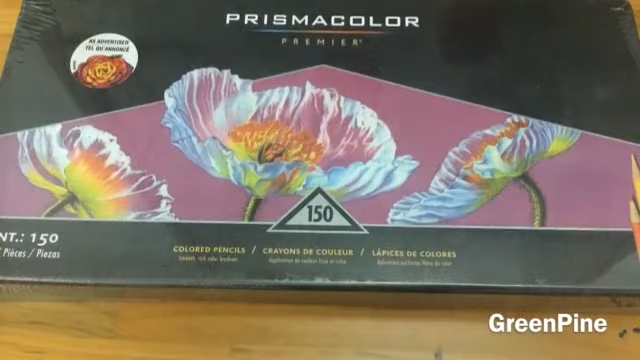 PRISMACOLOR
PREMIER
AS ADVERTISED
TEL QU'ANNONCÉ
150
NT.: 150
Pièces / Piezas
COLORED PENCILS / CRAYONS DE COULEUR / LÁPICES DE COLORES
GreenPine